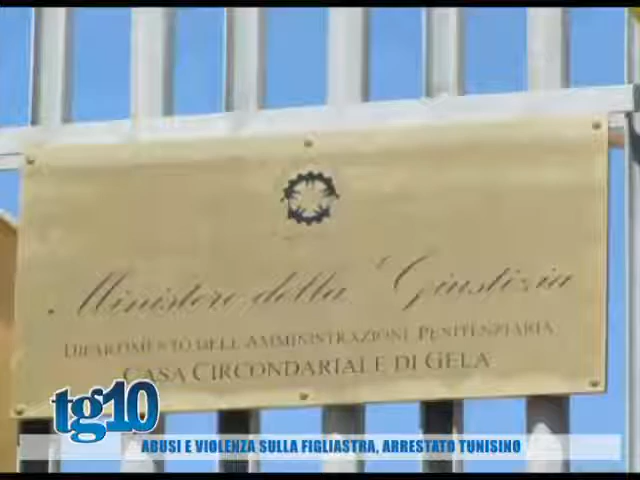 Ministero della Giustizia
DIPARTIMENTO DELL'AMMINISTRAZIONE PENITENZIARIA
CASA CIRCONDARIALE DI GELA
tg10
ABUSI E VIOLENZA SULLA FIGLIASTRA, ARRESTATO TUNISINO